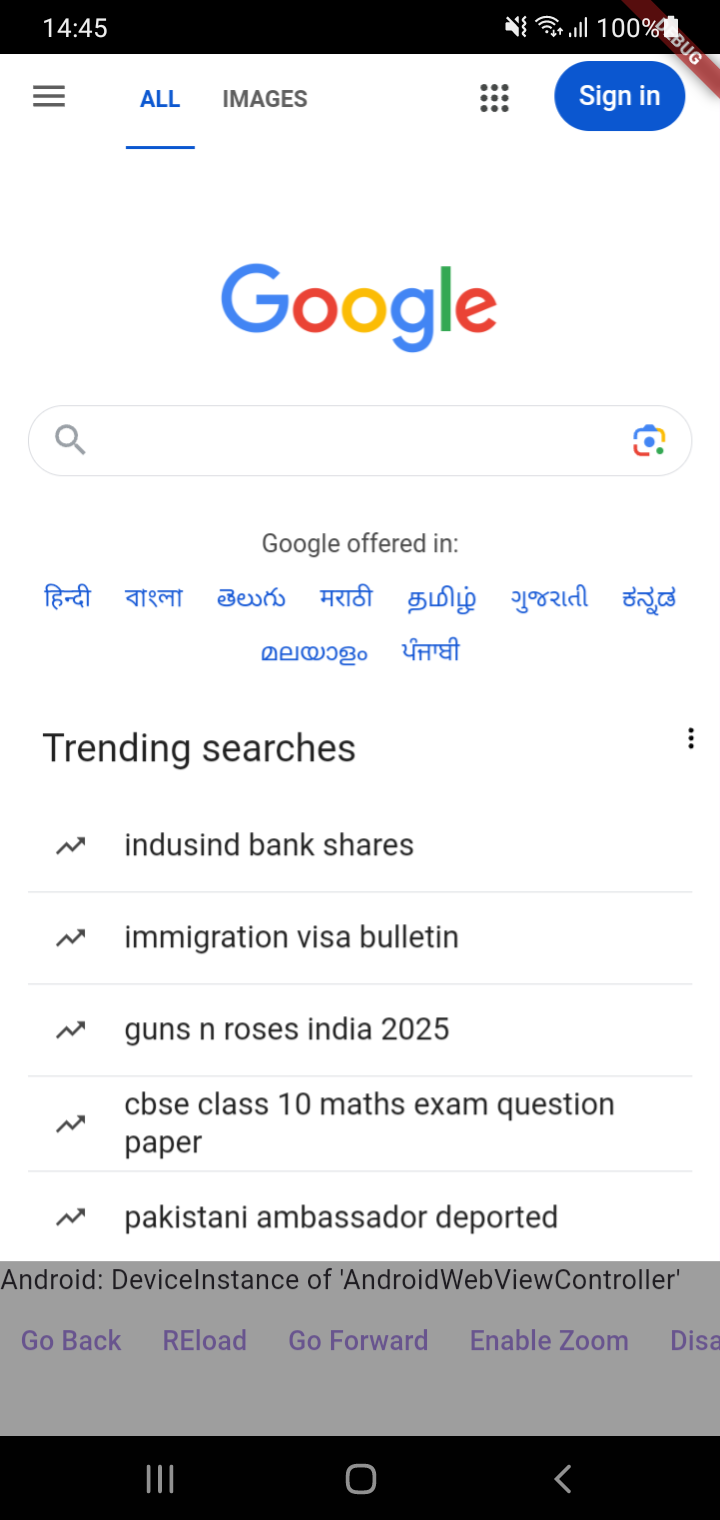 14:45 100% DEBUG
ALL IMAGES Sign in
Google
Google offered in:
हिन्दी বাংলা తెలుగు मराठी தமிழ் ગુજરાતી ಕನ್ನಡ
മലയാളം ਪੰਜਾਬੀ
Trending searches
indusind bank shares
immigration visa bulletin
guns n roses india 2025
cbse class 10 maths exam question
paper
pakistani ambassador deported
Android: DeviceInstance of 'AndroidWebViewController'
Go Back REload Go Forward Enable Zoom Disa